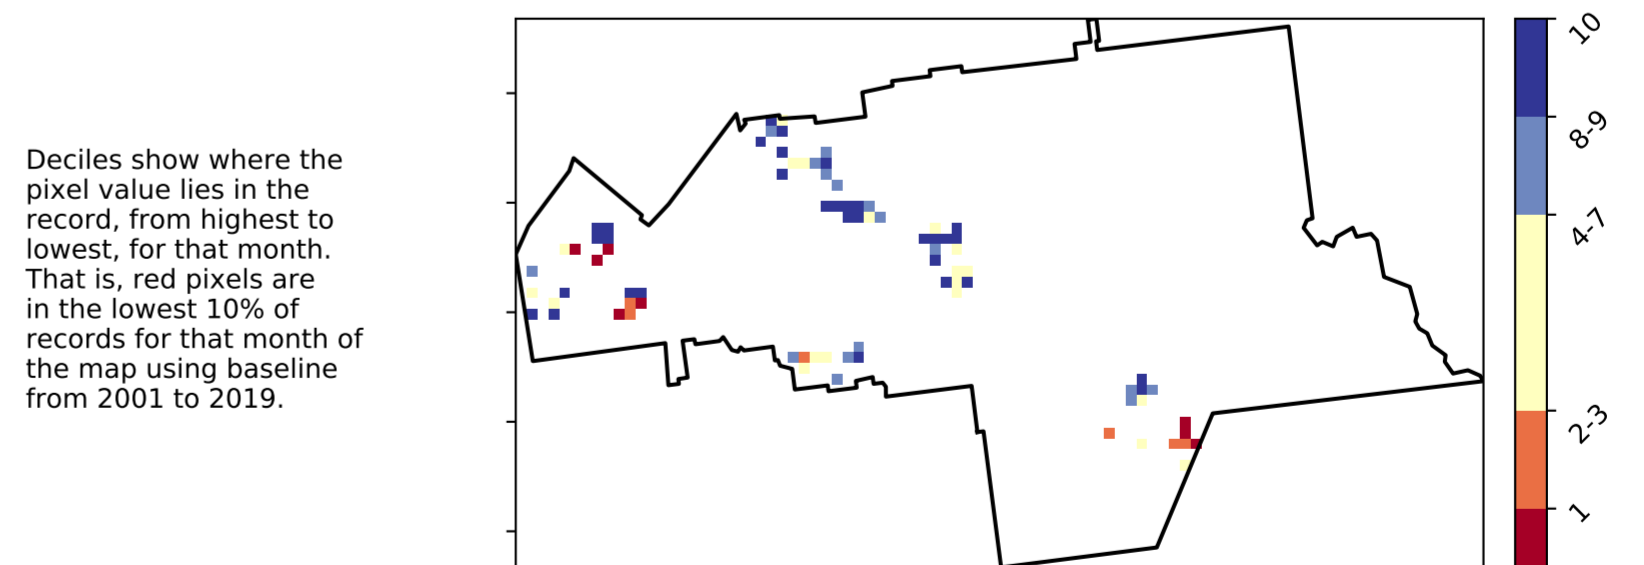 Deciles show where the
pixel value lies in the
record, from highest to
lowest, for that month.
That is, red pixels are
in the lowest 10% of
records for that month of
the map using baseline
from 2001 to 2019.
10
8-9
4-7
2-3
1